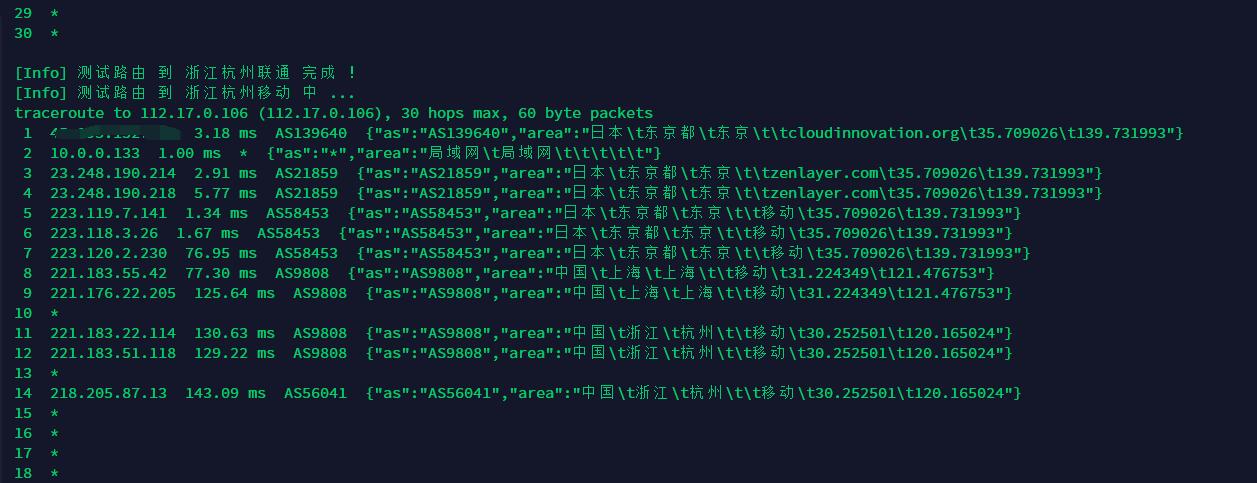 29 *
30 *
[Info] 测试路由 到 浙江杭州联通 完成 !
[Info] 测试路由 到 浙江杭州移动 中 ...
traceroute to 112.17.0.106 (112.17.0.106), 30 hops max, 60 byte packets
1 3.18 ms AS139640 {"as":"AS139640","area":"日本\t东京都\t东京\t\tcloudinnovation.org\t35.709026\t139.731993"}
2 10.0.0.133 1.00 ms * {"as":"*","area":"局域网\t局域网\t\t\t\t\t"}
3 23.248.190.214 2.91 ms AS21859 {"as":"AS21859","area":"日本\t东京都\t东京\t\tzenlayer.com\t35.709026\t139.731993"}
4 23.248.190.218 5.77 ms AS21859 {"as":"AS21859","area":"日本\t东京都\t东京\t\tzenlayer.com\t35.709026\t139.731993"}
5 223.119.7.141 1.34 ms AS58453 {"as":"AS58453","area":"日本\t东京都\t东京\t\t移动\t35.709026\t139.731993"}
6 223.118.3.26 1.67 ms AS58453 {"as":"AS58453","area":"日本\t东京都\t东京\t\t移动\t35.709026\t139.731993"}
7 223.120.2.230 76.95 ms AS58453 {"as":"AS58453","area":"日本\t东京都\t东京\t\t移动\t35.709026\t139.731993"}
8 221.183.55.42 77.30 ms AS9808 {"as":"AS9808","area":"中国\t上海\t上海\t\t移动\t31.224349\t121.476753"}
9 221.176.22.205 125.64 ms AS9808 {"as":"AS9808","area":"中国\t上海\t上海\t\t移动\t31.224349\t121.476753"}
10 *
11 221.183.22.114 130.63 ms AS9808 {"as":"AS9808","area":"中国\t浙江\t杭州\t\t移动\t30.252501\t120.165024"}
12 221.183.51.118 129.22 ms AS9808 {"as":"AS9808","area":"中国\t浙江\t杭州\t\t移动\t30.252501\t120.165024"}
13 *
14 218.205.87.13 143.09 ms AS56041 {"as":"AS56041","area":"中国\t浙江\t杭州\t\t移动\t30.252501\t120.165024"}
15 *
16 *
17 *
18 *